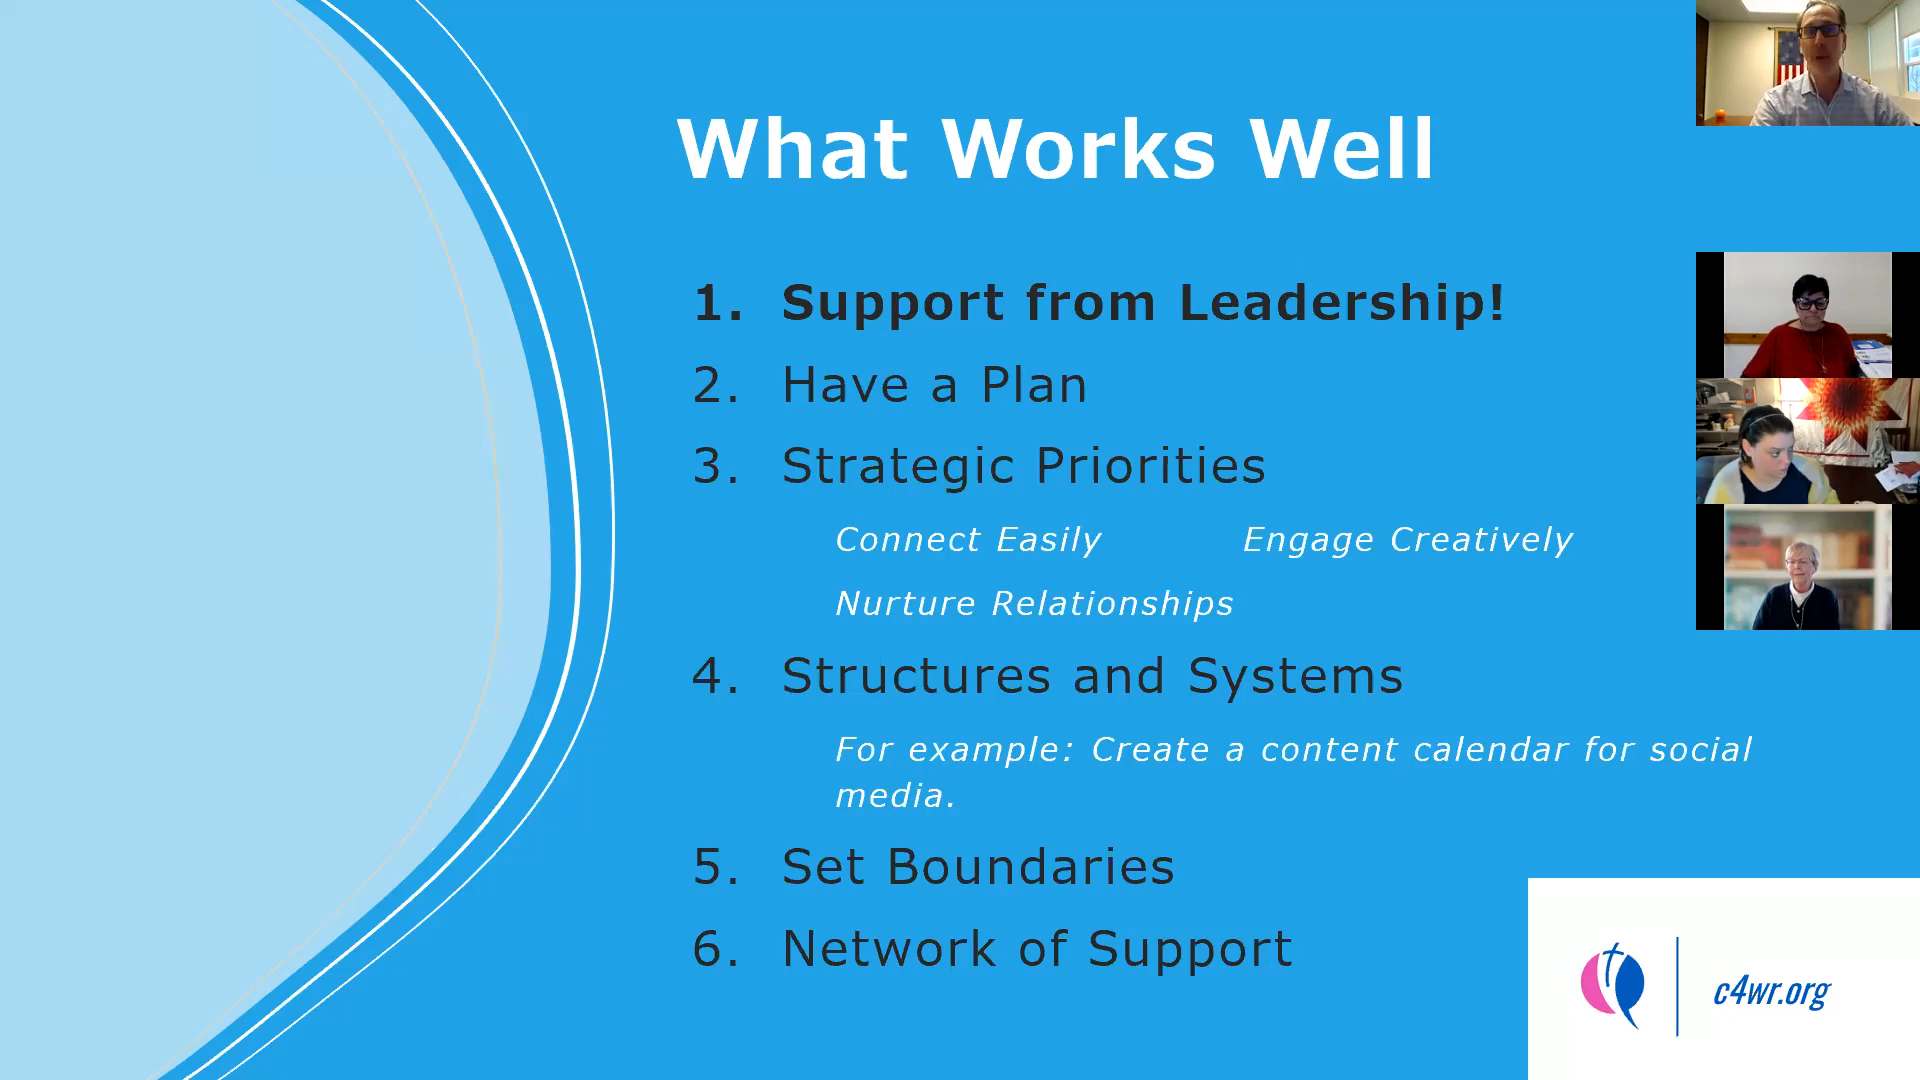 What Works Well
1. Support from Leadership!
2. Have a Plan
3. Strategic Priorities
Connect Easily Engage Creatively
Nurture Relationships
4. Structures and Systems
For example: Create a content calendar for social
media.
5. Set Boundaries
6. Network of Support
c4wr.org